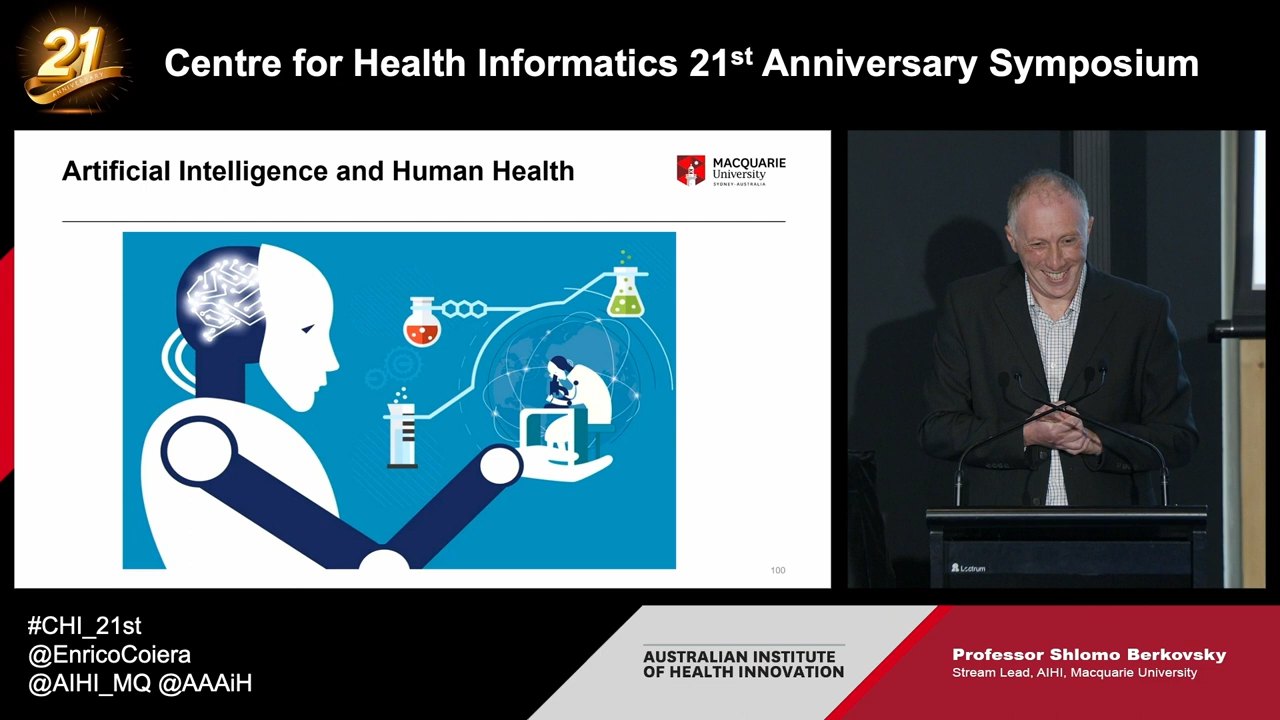 21
ANNIVERSARY
Centre for Health Informatics 21st Anniversary Symposium
Artificial Intelligence and Human Health
MACQUARIE
University
SYDNEY·AUSTRALIA
100
Lectrum
#CHI_21st
@EnricoCoiera
@AIHI_MQ @AAAiH
AUSTRALIAN INSTITUTE
OF HEALTH INNOVATION
Professor Shlomo Berkovsky
Stream Lead, AIHI, Macquarie University